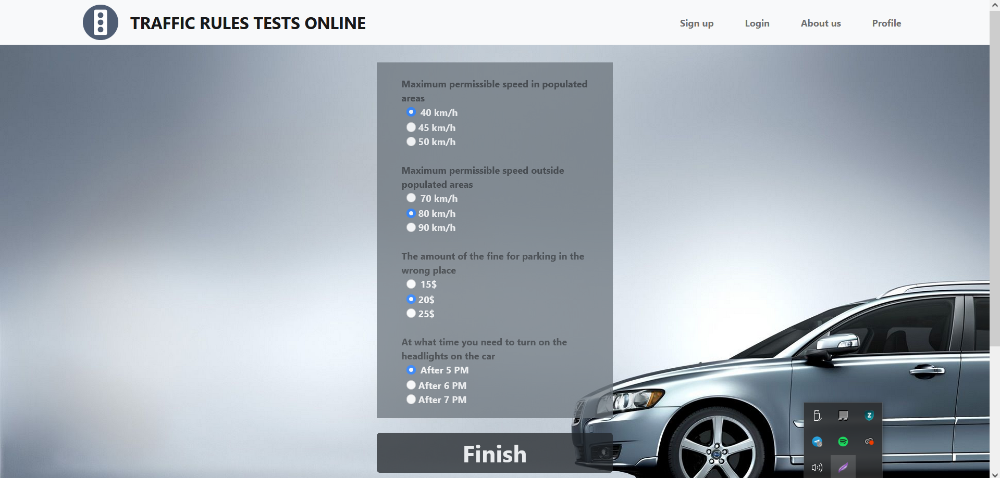 TRAFFIC RULES TESTS ONLINE
Sign up
Login
About us
Profile
Maximum permissible speed in populated
areas
40 km/h
45 km/h
50 km/h
Maximum permissible speed outside
populated areas
70 km/h
80 km/h
90 km/h
The amount of the fine for parking in the
wrong place
15$
20$
25$
At what time you need to turn on the
headlights on the car
After 5 PM
After 6 PM
After 7 PM
Finish